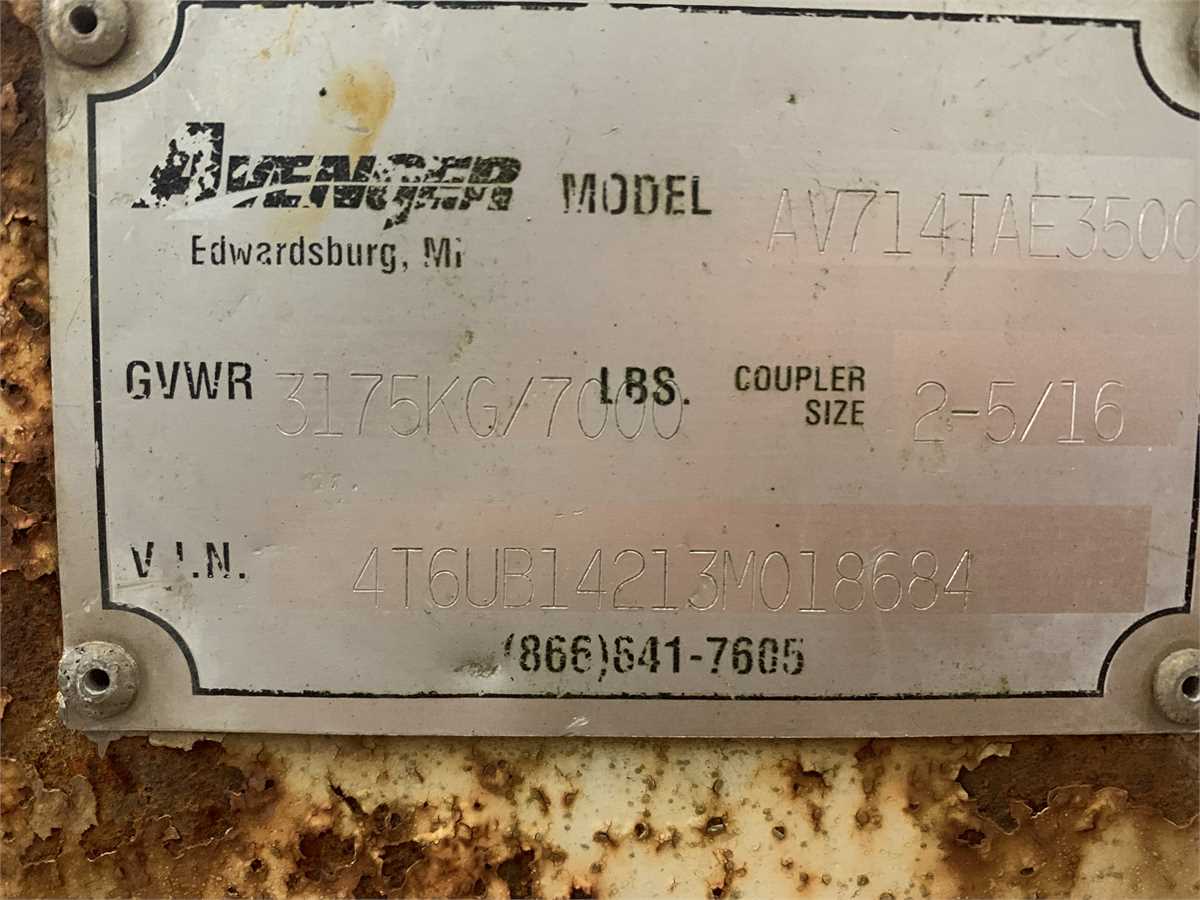 AVENGER MODEL AV714TAE3500
Edwardsburg, Mi
GVWR 3175KG/7000 LBS. COUPLER SIZE 2-5/16
V.I.N. 4T6UB14213M018684
(866)641-7605